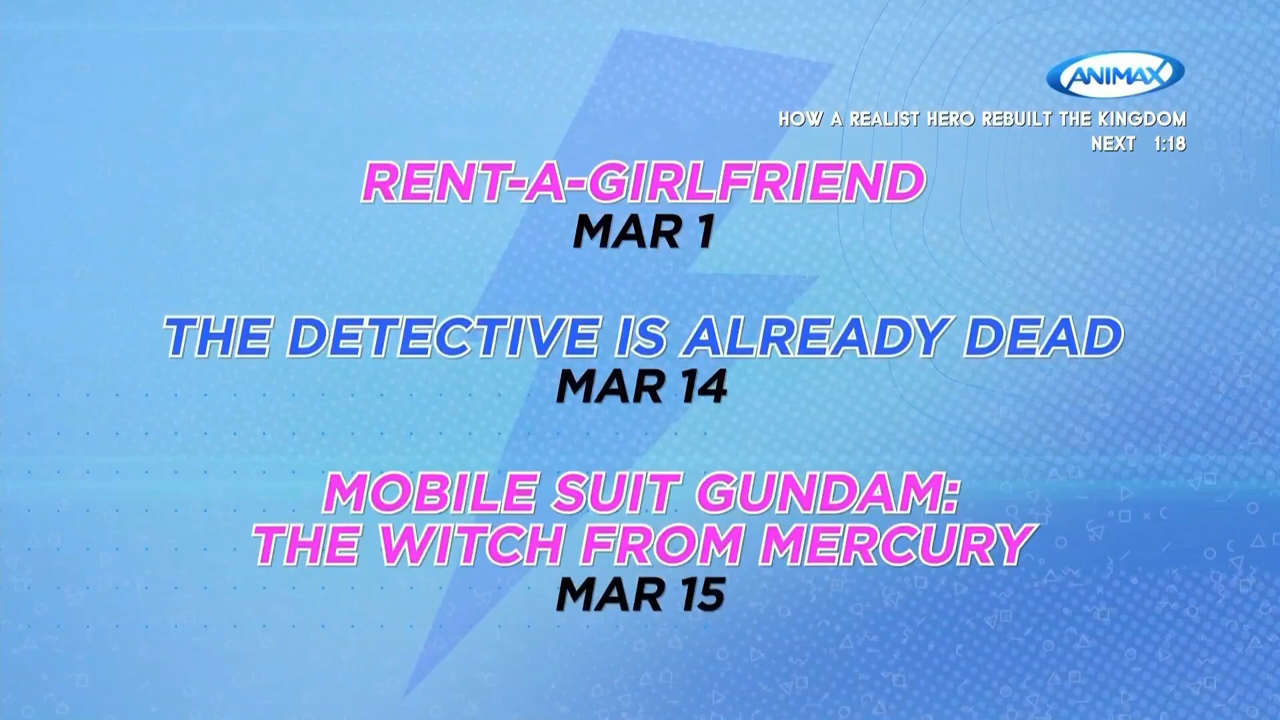 ANIMAX
HOW A REALIST HERO REBUILT THE KINGDOM
NEXT 1:18
RENT-A-GIRLFRIEND
MAR 1
THE DETECTIVE IS ALREADY DEAD
MAR 14
MOBILE SUIT GUNDAM:
THE WITCH FROM MERCURY
MAR 15